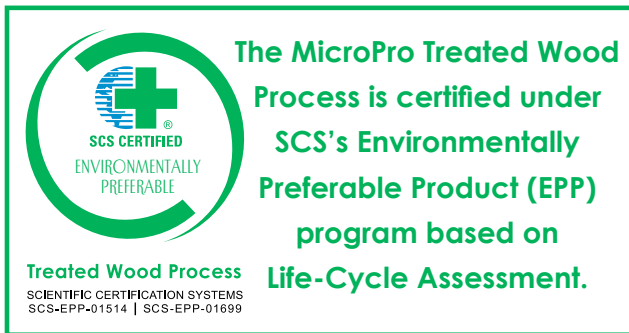 ®
SCS CERTIFIED
ENVIRONMENTALLY
PREFERABLE
Treated Wood Process
SCIENTIFIC CERTIFICATION SYSTEMS
SCS-EPP-01514 | SCS-EPP-01699
The MicroPro Treated Wood
Process is certified under
SCS's Environmentally
Preferable Product (EPP)
program based on
Life-Cycle Assessment.